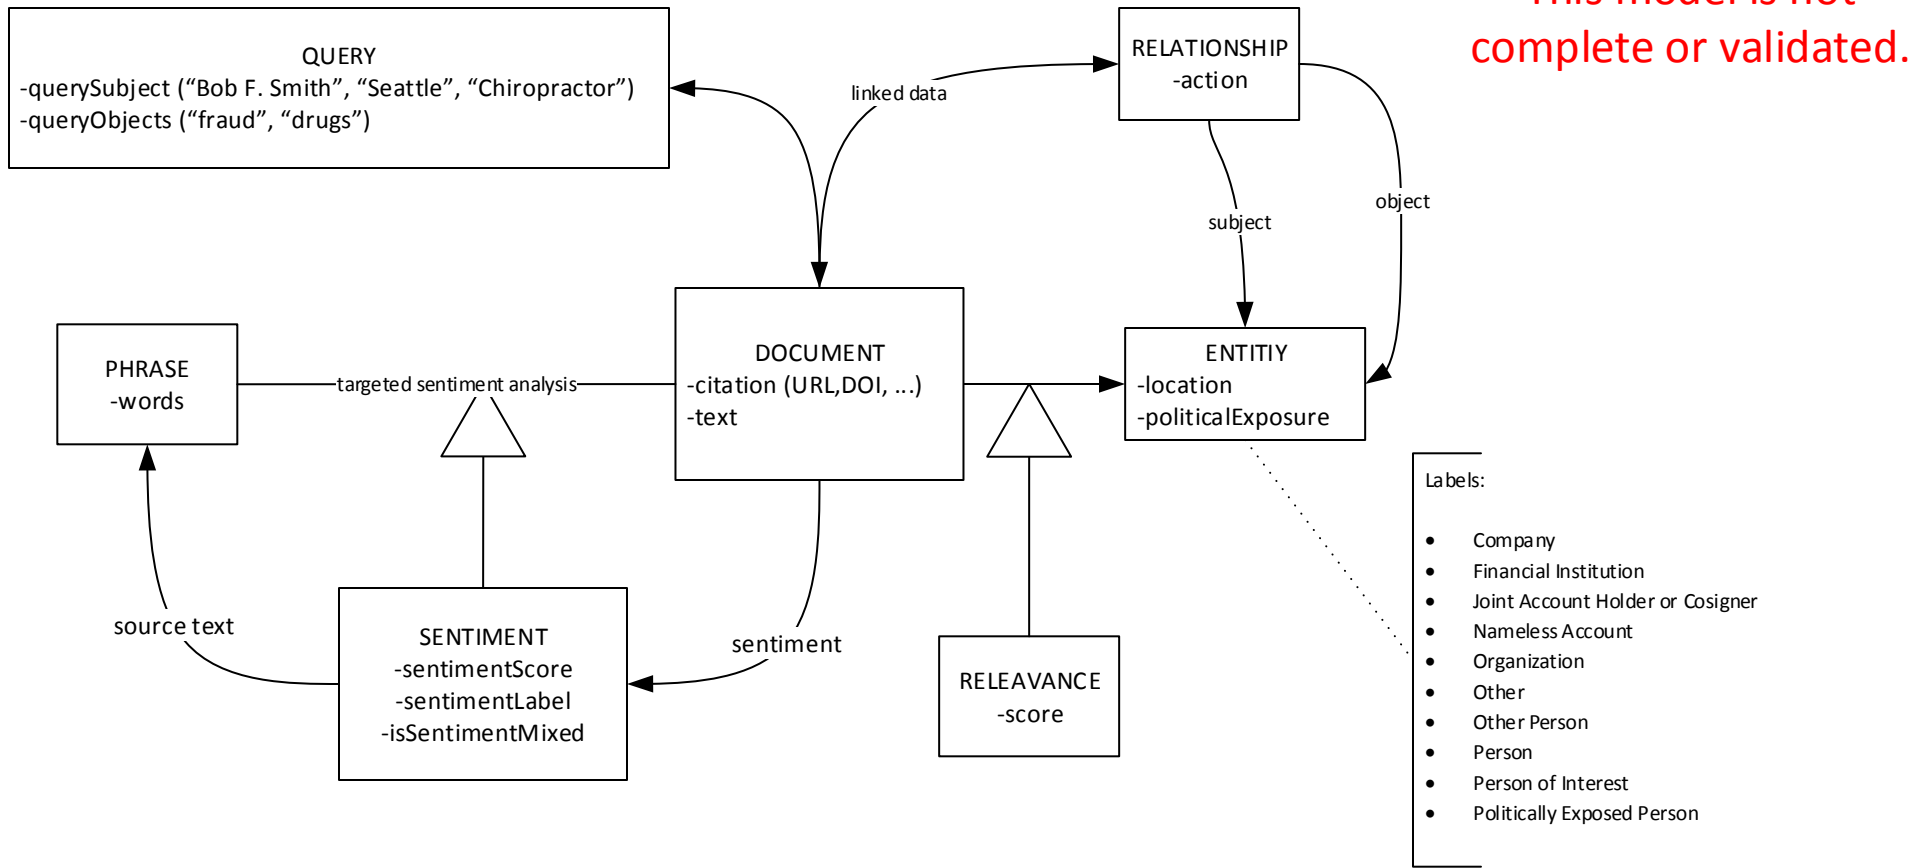 This model is not
complete or validated.
QUERY
-querySubject (“Bob F. Smith”, “Seattle”, “Chiropractor”)
-queryObjects (“fraud”, “drugs”)
RELATIONSHIP
-action
linked data
object
subject
PHRASE
-words
targeted sentiment analysis
DOCUMENT
-citation (URL,DOI, ...)
-text
ENTITIY
-location
-politicalExposure
source text
SENTIMENT
-sentimentScore
-sentimentLabel
-isSentimentMixed
sentiment
RELEAVANCE
-score
Labels:
• Company
• Financial Institution
• Joint Account Holder or Cosigner
• Nameless Account
• Organization
• Other
• Other Person
• Person
• Person of Interest
• Politically Exposed Person